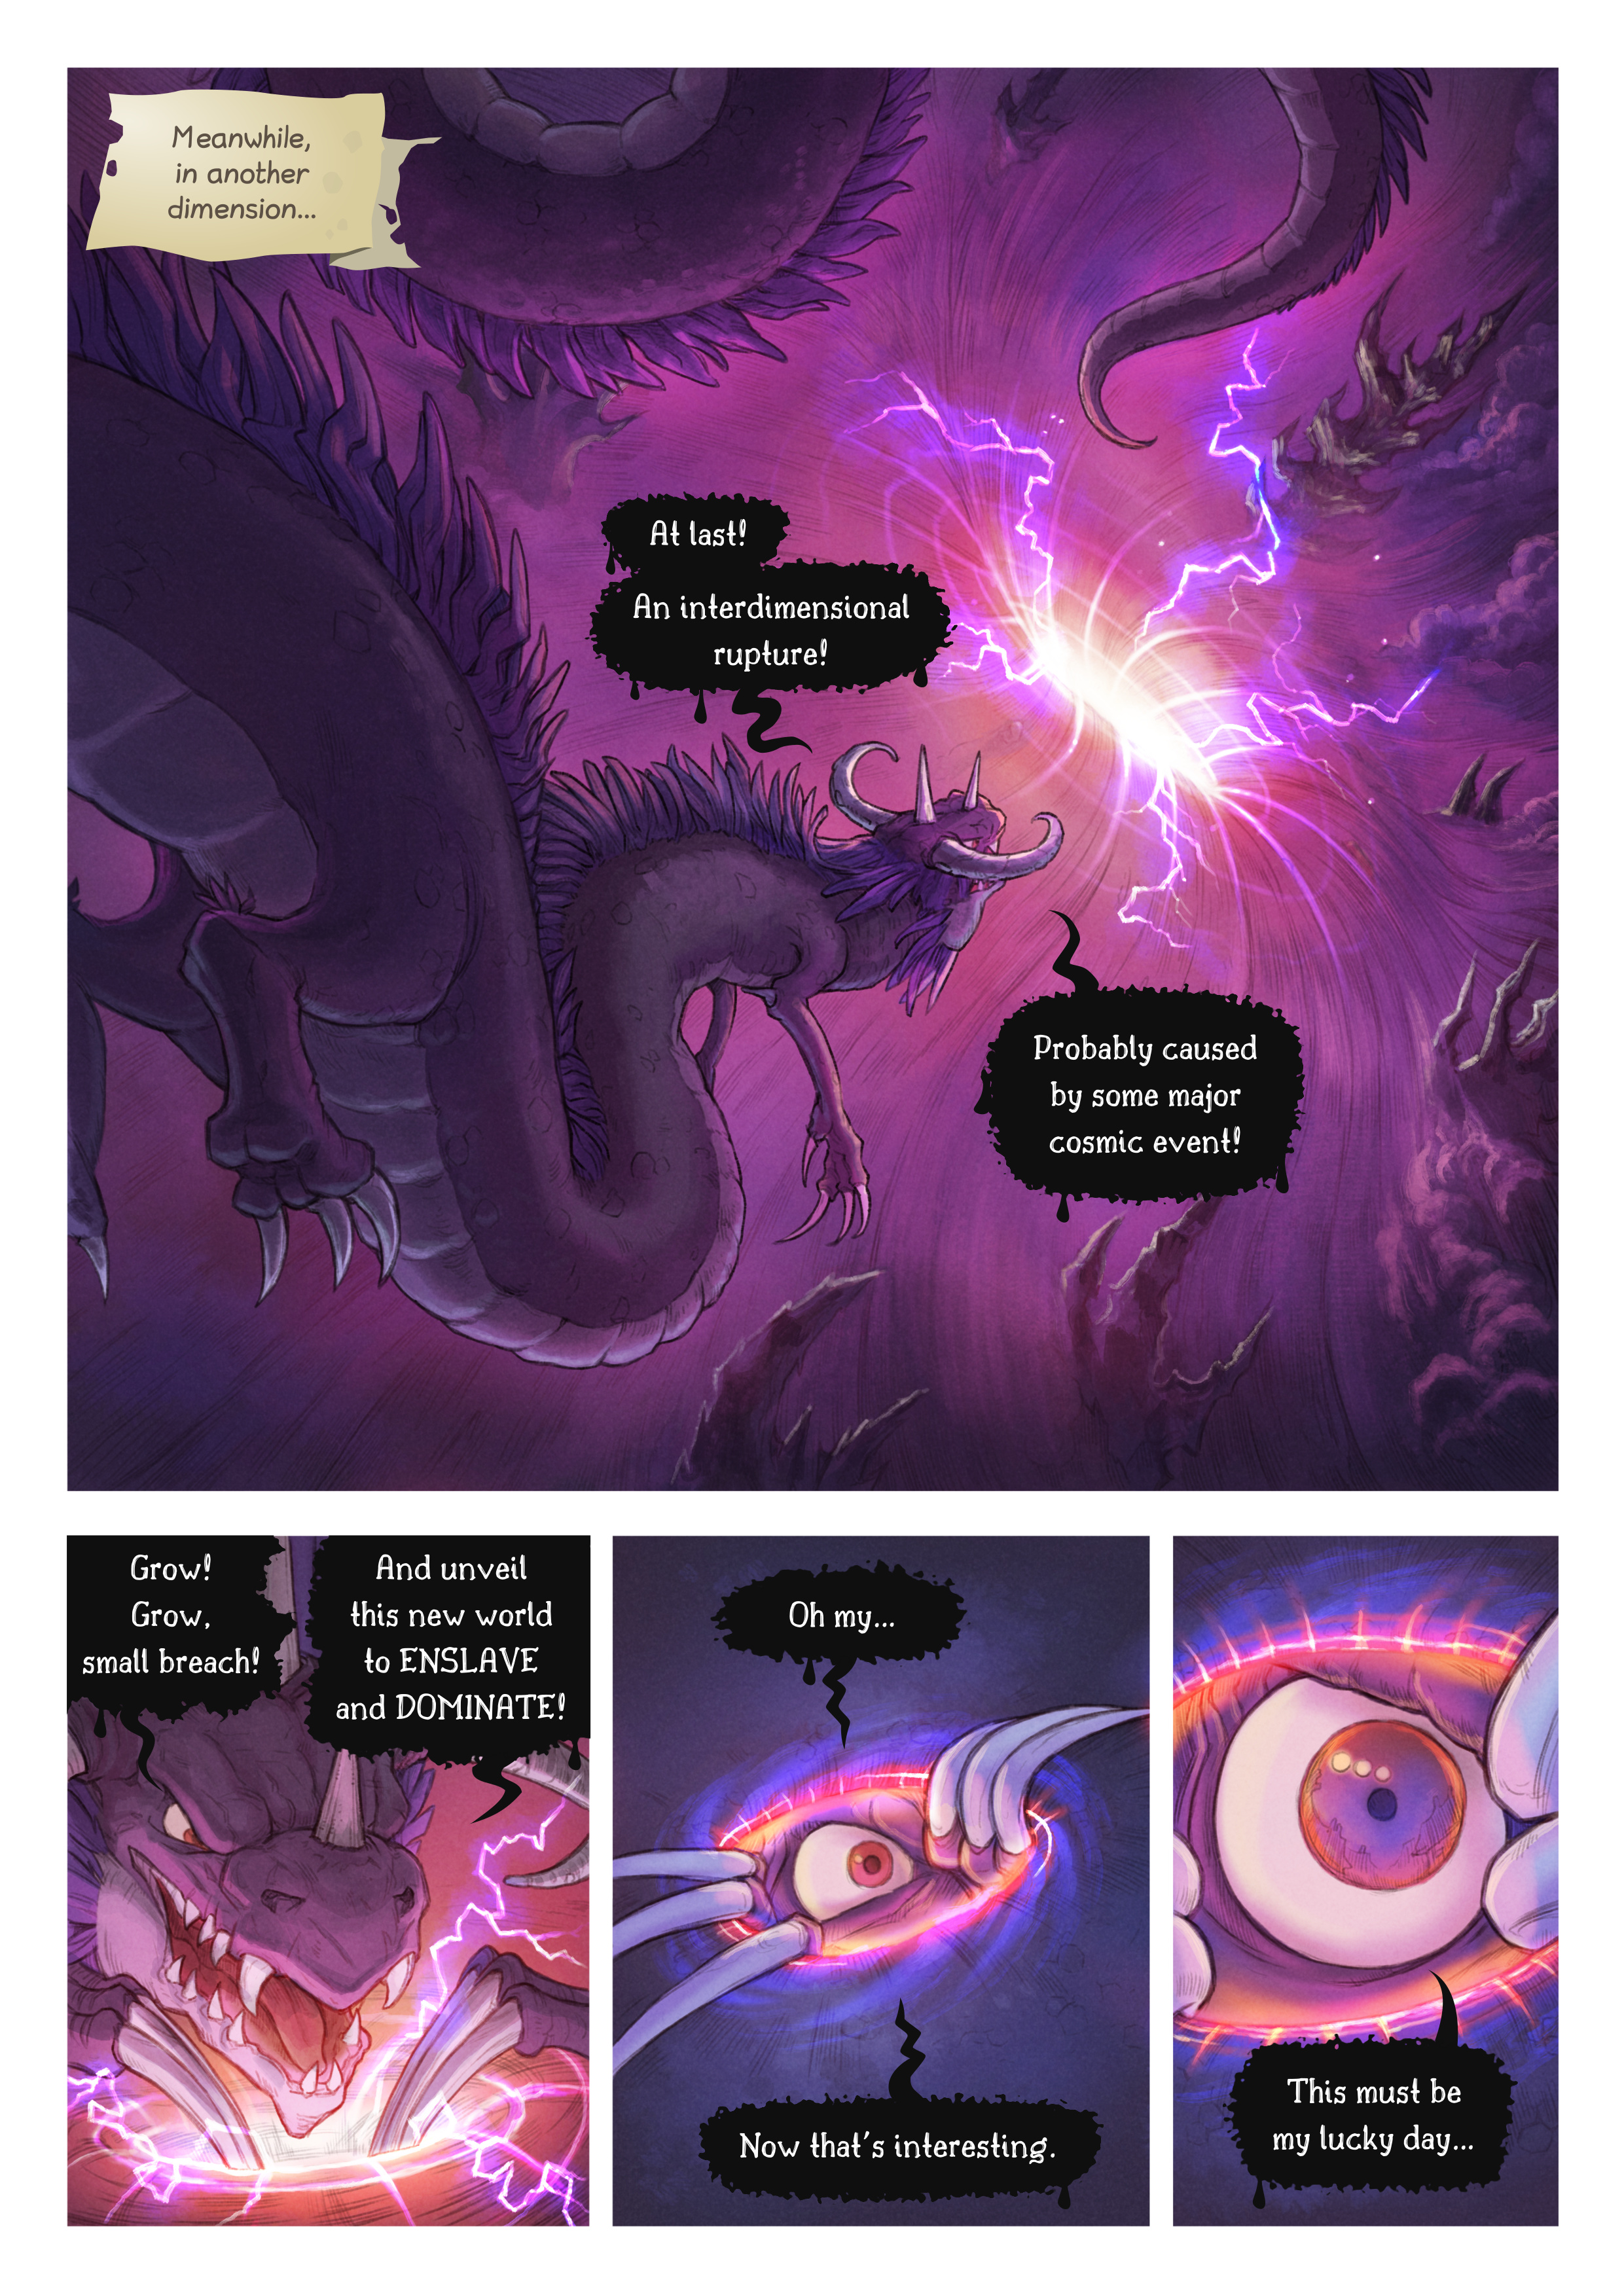 Meanwhile,
in another
dimension...
At last!
An interdimensional
rupture!
Probably caused
by some major
cosmic event!
Grow!
Grow,
small breach!
And unveil
this new world
to ENSLAVE
and DOMINATE!
Oh my...
Now that's interesting.
This must be
my lucky day...